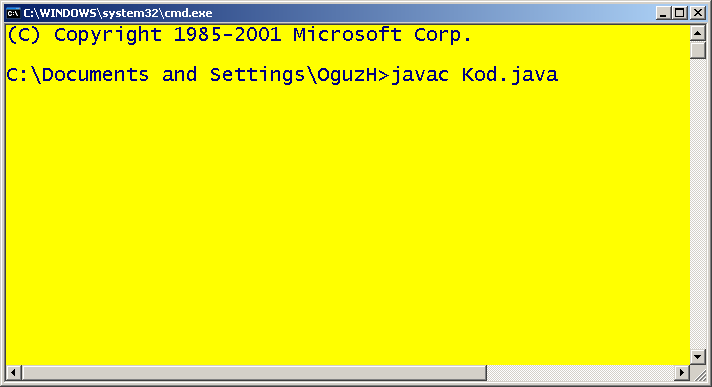 C:\WINDOWS\system32\cmd.exe
(C) Copyright 1985-2001 Microsoft Corp.
C:\Documents and Settings\OguzH>javac Kod.java